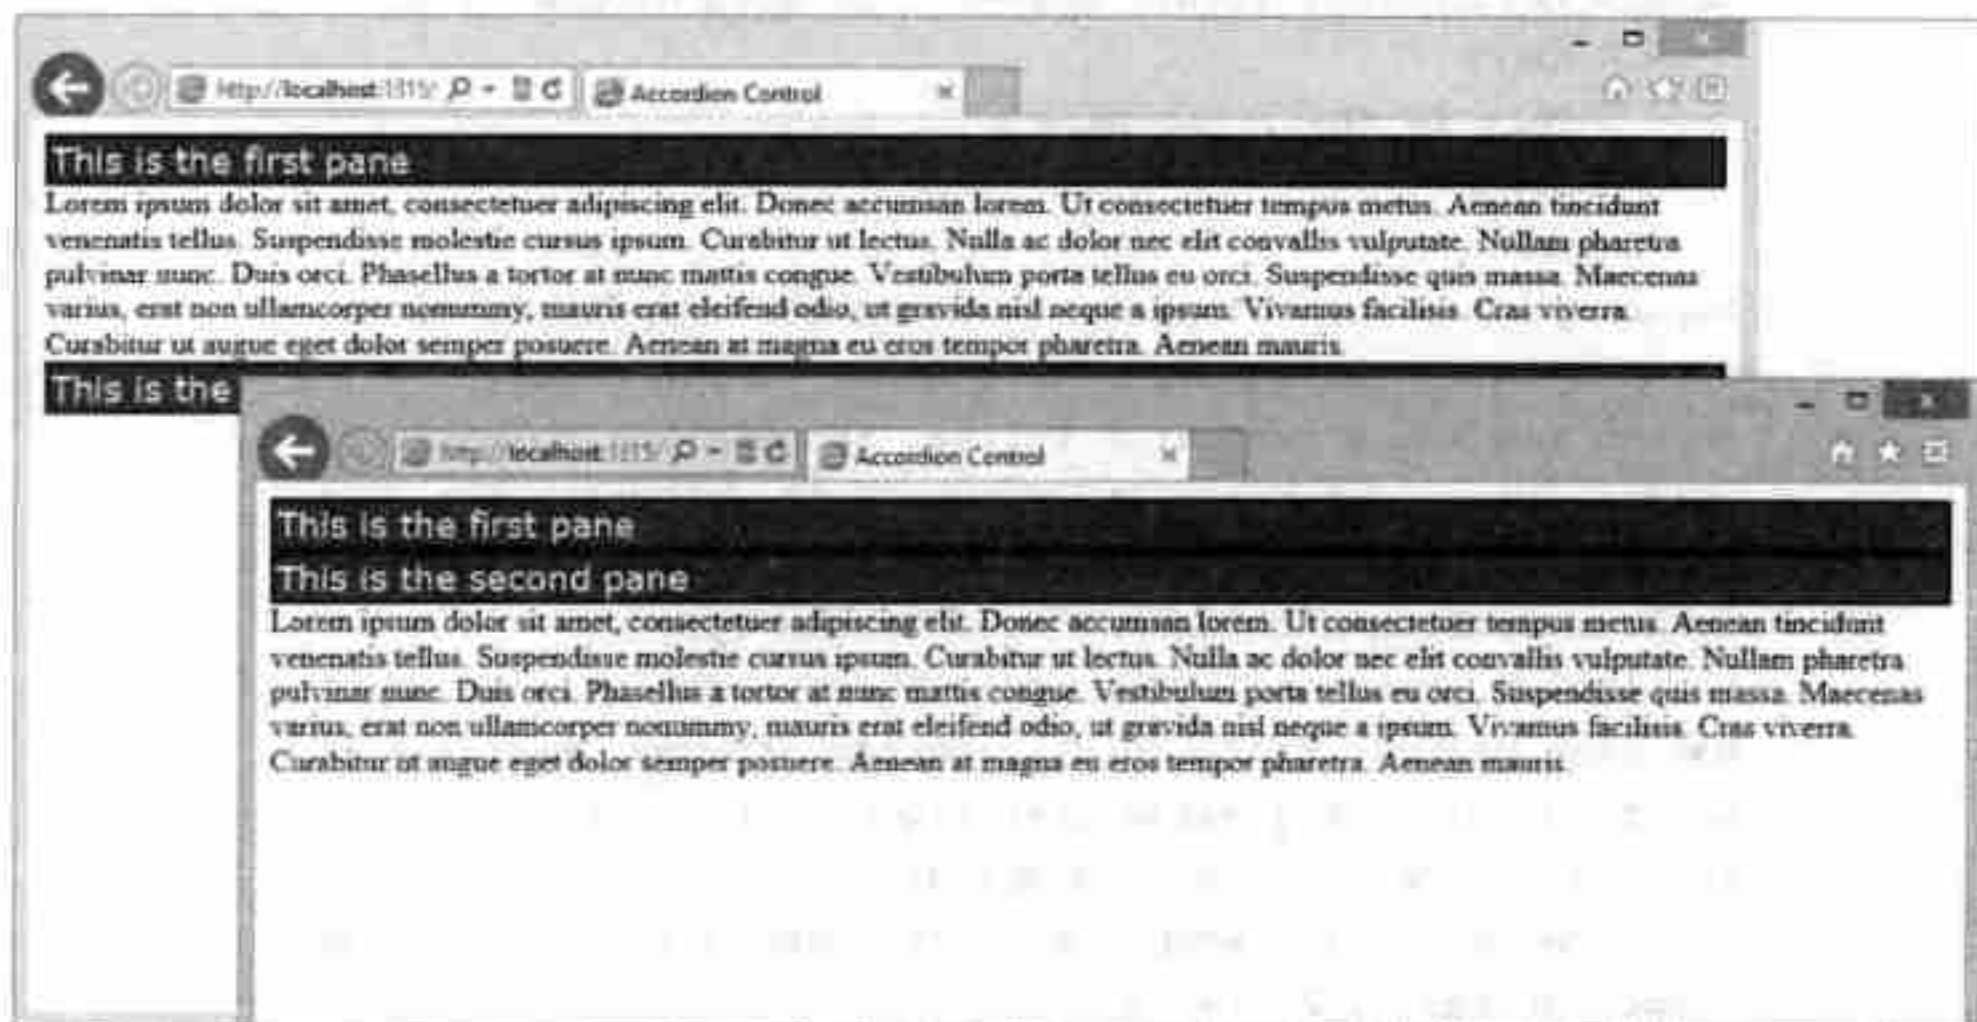 http://localhost:1315/ Accordion Control
This is the first pane
Lorem ipsum dolor sit amet, consectetuer adipiscing elit. Donec accumsan lorem. Ut consectetuer tempus metus. Aenean tincidunt
venenatis tellus. Suspendisse molestie cursus ipsum. Curabitur ut lectus. Nulla ac dolor nec elit convallis vulputate. Nullam pharetra
pulvinar nunc. Duis orci. Phasellus a tortor at nunc mattis congue. Vestibulum porta tellus eu orci. Suspendisse quis massa. Maecenas
varius, erat non ullamcorper nonummy, mauris erat eleifend odio, ut gravida nisl neque a ipsum. Vivamus facilisis. Cras viverra.
Curabitur ut augue eget dolor semper posuere. Aenean at magna eu eros tempor pharetra. Aenean mauris.
This is the
http://localhost:1315/ Accordion Control
This is the first pane
This is the second pane
Lorem ipsum dolor sit amet, consectetuer adipiscing elit. Donec accumsan lorem. Ut consectetuer tempus metus. Aenean tincidunt
venenatis tellus. Suspendisse molestie cursus ipsum. Curabitur ut lectus. Nulla ac dolor nec elit convallis vulputate. Nullam pharetra
pulvinar nunc. Duis orci. Phasellus a tortor at nunc mattis congue. Vestibulum porta tellus eu orci. Suspendisse quis massa. Maecenas
varius, erat non ullamcorper nonummy, mauris erat eleifend odio, ut gravida nisl neque a ipsum. Vivamus facilisis. Cras viverra.
Curabitur ut augue eget dolor semper posuere. Aenean at magna eu eros tempor pharetra. Aenean mauris.